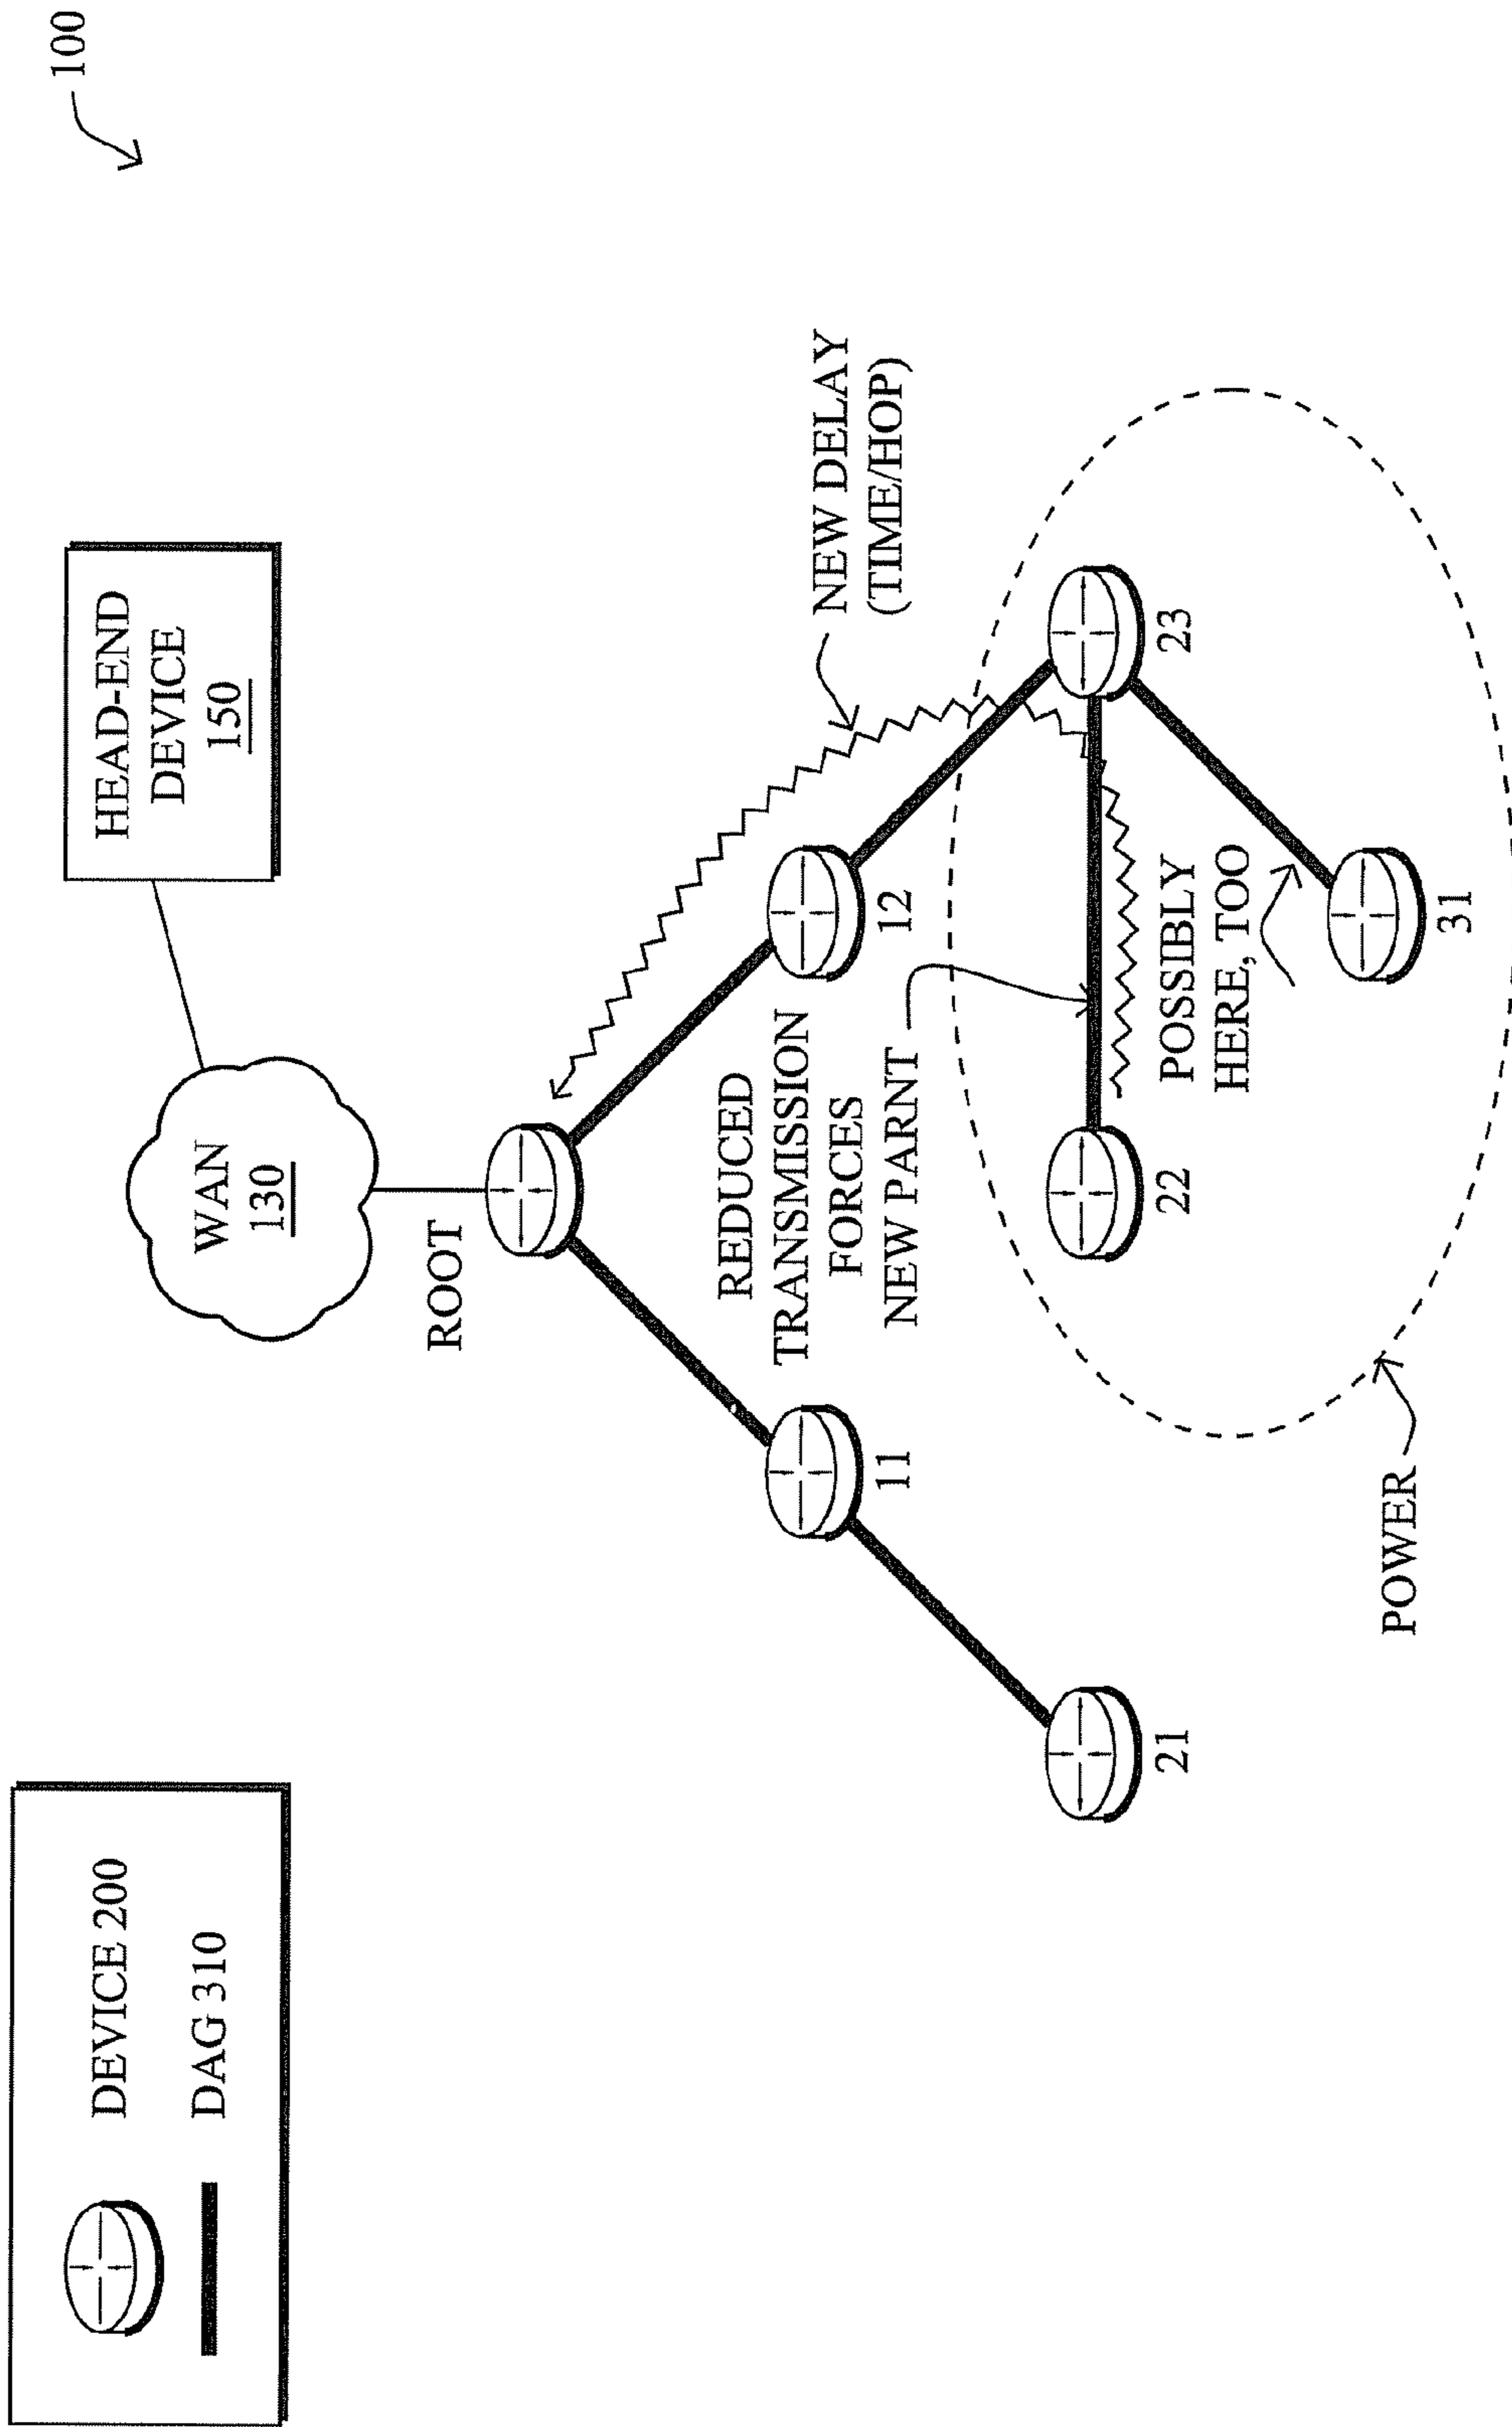 100
HEAD-END
DEVICE
150
WAN
130
ROOT
DEVICE 200
DAG 310
NEW DELAY
(TIME/HOP)
REDUCED
TRANSMISSION
FORCES
NEW PARNT
11
12
21
22
23
POSSIBLY
HERE, TOO
31
POWER